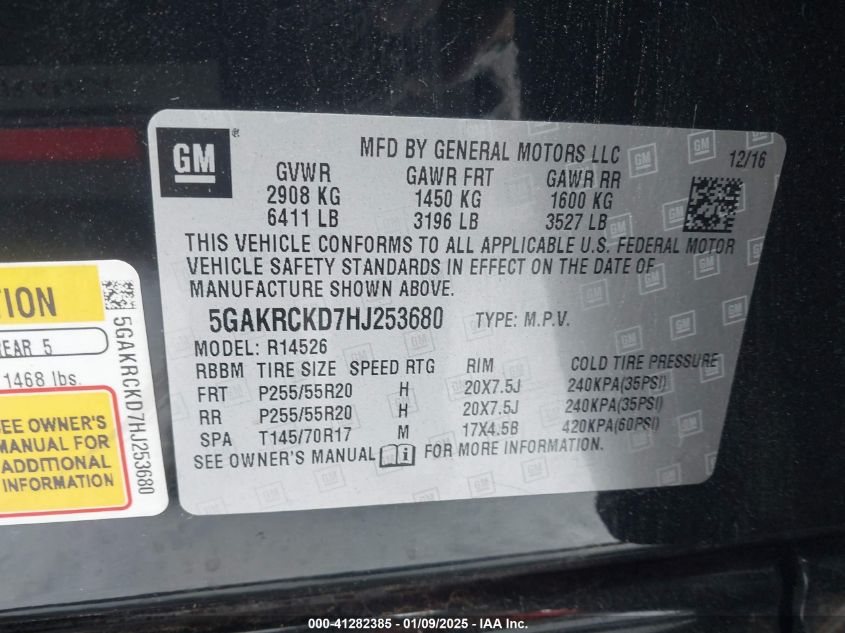 GM
MFD BY GENERAL MOTORS LLC 12/16
GVWR GAWR FRT GAWR RR
2908 KG 1450 KG 1600 KG
6411 LB 3196 LB 3527 LB
THIS VEHICLE CONFORMS TO ALL APPLICABLE U.S. FEDERAL MOTOR
VEHICLE SAFETY STANDARDS IN EFFECT ON THE DATE OF
MANUFACTURE SHOWN ABOVE.
5GAKRCKD7HJ253680 TYPE: M.P.V.
MODEL: R14526
RBBM TIRE SIZE SPEED RTG RIM COLD TIRE PRESSURE
FRT P255/55R20 H 20X7.5J 240KPA(35PSI)
RR P255/55R20 H 20X7.5J 240KPA(35PSI)
SPA T145/70R17 M 17X4.5B 420KPA(60PSI)
SEE OWNER'S MANUAL i FOR MORE INFORMATION.
TION
REAR 5
1468 lbs.
SEE OWNER'S
MANUAL FOR
ADDITIONAL
INFORMATION
5GAKRCKD7HJ253680
000-41282385 - 01/09/2025 - IAA Inc.